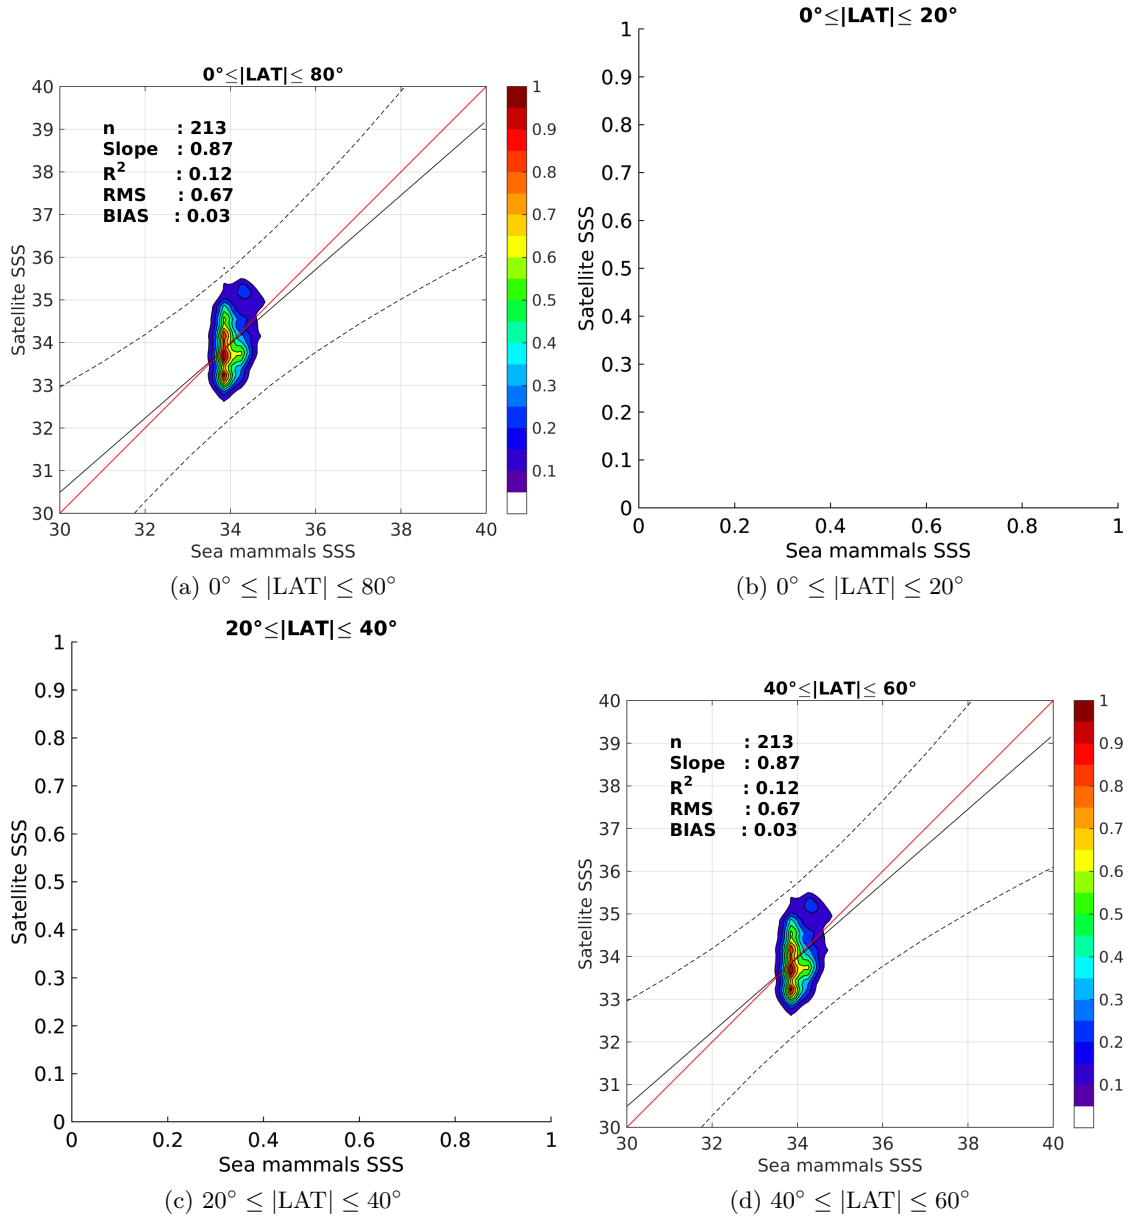 0°≤|LAT|≤ 80°
40
39
38
37
36
35
34
33
32
31
30
30 32 34 36 38 40
Satellite SSS
Sea mammals SSS
n : 213
Slope : 0.87
R² : 0.12
RMS : 0.67
BIAS : 0.03
1
0.9
0.8
0.7
0.6
0.5
0.4
0.3
0.2
0.1
(a) 0° ≤ |LAT| ≤ 80°
0°≤|LAT|≤ 20°
1
0.9
0.8
0.7
0.6
0.5
0.4
0.3
0.2
0.1
0
0 0.2 0.4 0.6 0.8 1
Satellite SSS
Sea mammals SSS
(b) 0° ≤ |LAT| ≤ 20°
20°≤|LAT|≤ 40°
1
0.9
0.8
0.7
0.6
0.5
0.4
0.3
0.2
0.1
0
0 0.2 0.4 0.6 0.8 1
Satellite SSS
Sea mammals SSS
(c) 20° ≤ |LAT| ≤ 40°
40°≤|LAT|≤ 60°
40
39
38
37
36
35
34
33
32
31
30
30 32 34 36 38 40
Satellite SSS
Sea mammals SSS
n : 213
Slope : 0.87
R² : 0.12
RMS : 0.67
BIAS : 0.03
1
0.9
0.8
0.7
0.6
0.5
0.4
0.3
0.2
0.1
(d) 40° ≤ |LAT| ≤ 60°